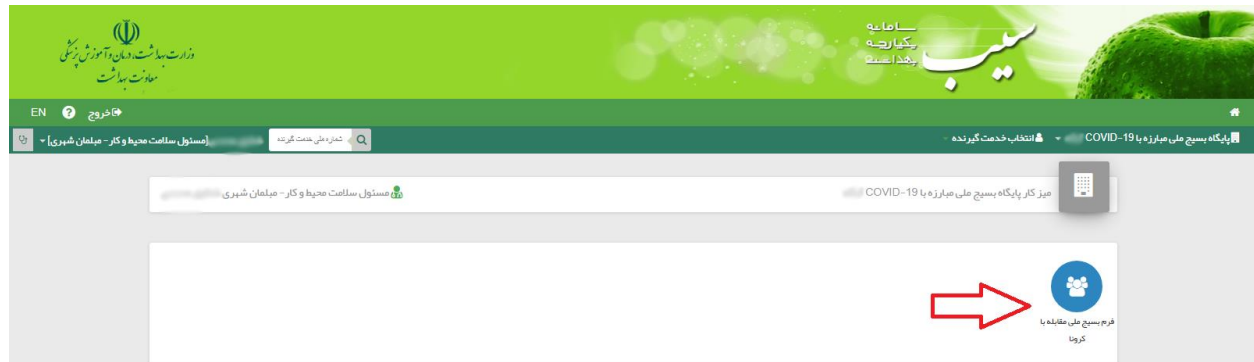 وزارت بهداشت، درمان و آموزش پزشکی
معاونت بهداشت
سامانه
یکپارچه
بهداشت
سیب
خروج
EN
پایگاه بسیج ملی مبارزه با COVID-19
انتخاب خدمت گیرنده
شماره ملی خدمت گیرنده
[مسئول سلامت محیط و کار - مبلمان شهری]
میز کار پایگاه بسیج ملی مبارزه با COVID-19
مسئول سلامت محیط و کار - مبلمان شهری
فرم بسیج ملی مقابله با
کرونا